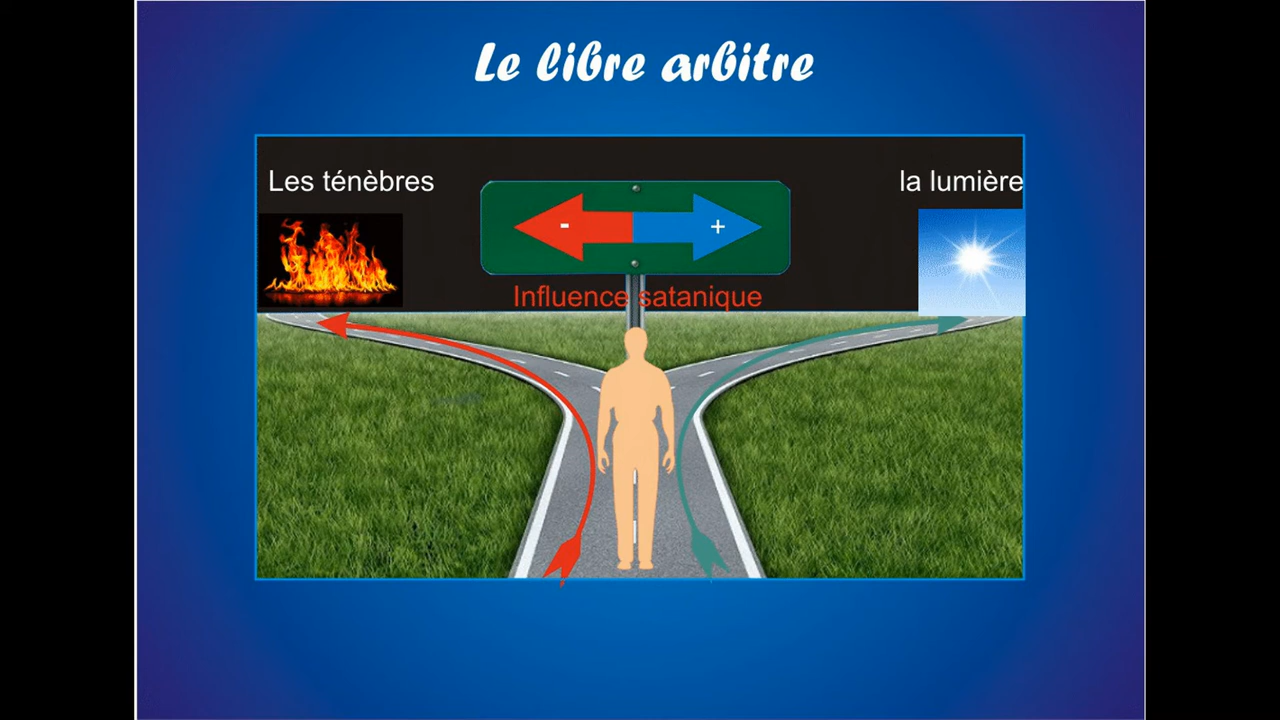 Le libre arbitre
Les ténèbres
la lumière
- +
Influence satanique